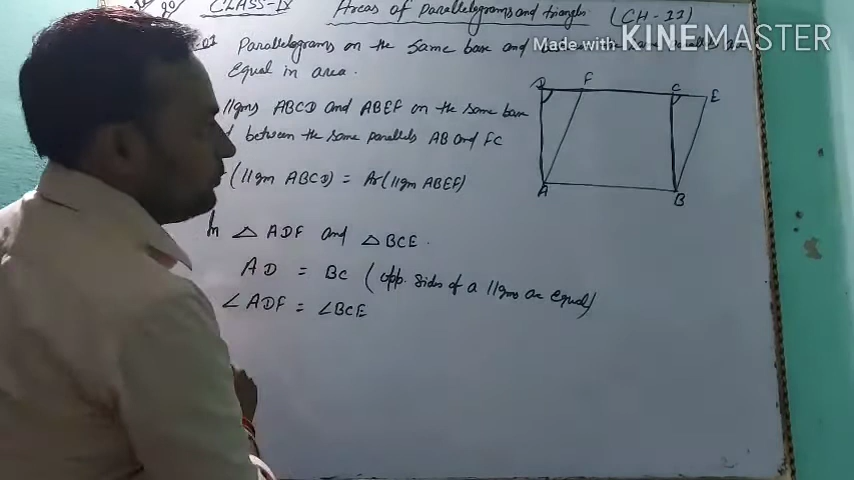 CLASS-IX Areas of Parallelograms and triangles (CH-11)
01 Parallelograms on the same base and
Made with KINEMASTER
Equal in area.
llgms ABCD and ABEF on the same base
between the same parallels AB and FC
(llgm ABCD) = Ar(llgm ABEF)
In △ ADF and △ BCE.
AD = BC (opp. sides of a llgms are equal)
∠ADF = ∠BCE
D F C E
A B